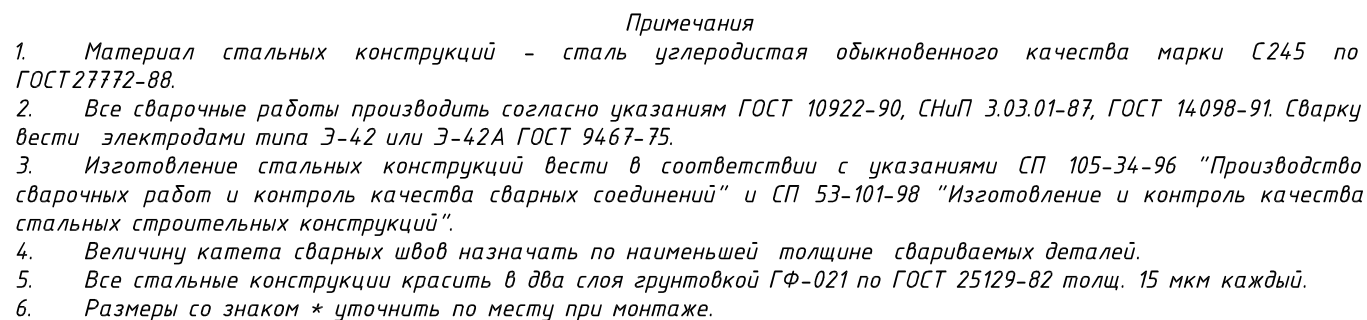 Примечания
1. Материал стальных конструкций - сталь углеродистая обыкновенного качества марки С245 по
ГОСТ27772-88.
2. Все сварочные работы производить согласно указаниям ГОСТ 10922-90, СНиП 3.03.01-87, ГОСТ 14098-91. Сварку
вести электродами типа Э-42 или Э-42А ГОСТ 9467-75.
3. Изготовление стальных конструкций вести в соответствии с указаниями СП 105-34-96 "Производство
сварочных работ и контроль качества сварных соединений" и СП 53-101-98 "Изготовление и контроль качества
стальных строительных конструкций".
4. Величину катета сварных швов назначать по наименьшей толщине свариваемых деталей.
5. Все стальные конструкции красить в два слоя грунтовкой ГФ-021 по ГОСТ 25129-82 толщ. 15 мкм каждый.
6. Размеры со знаком * уточнить по месту при монтаже.